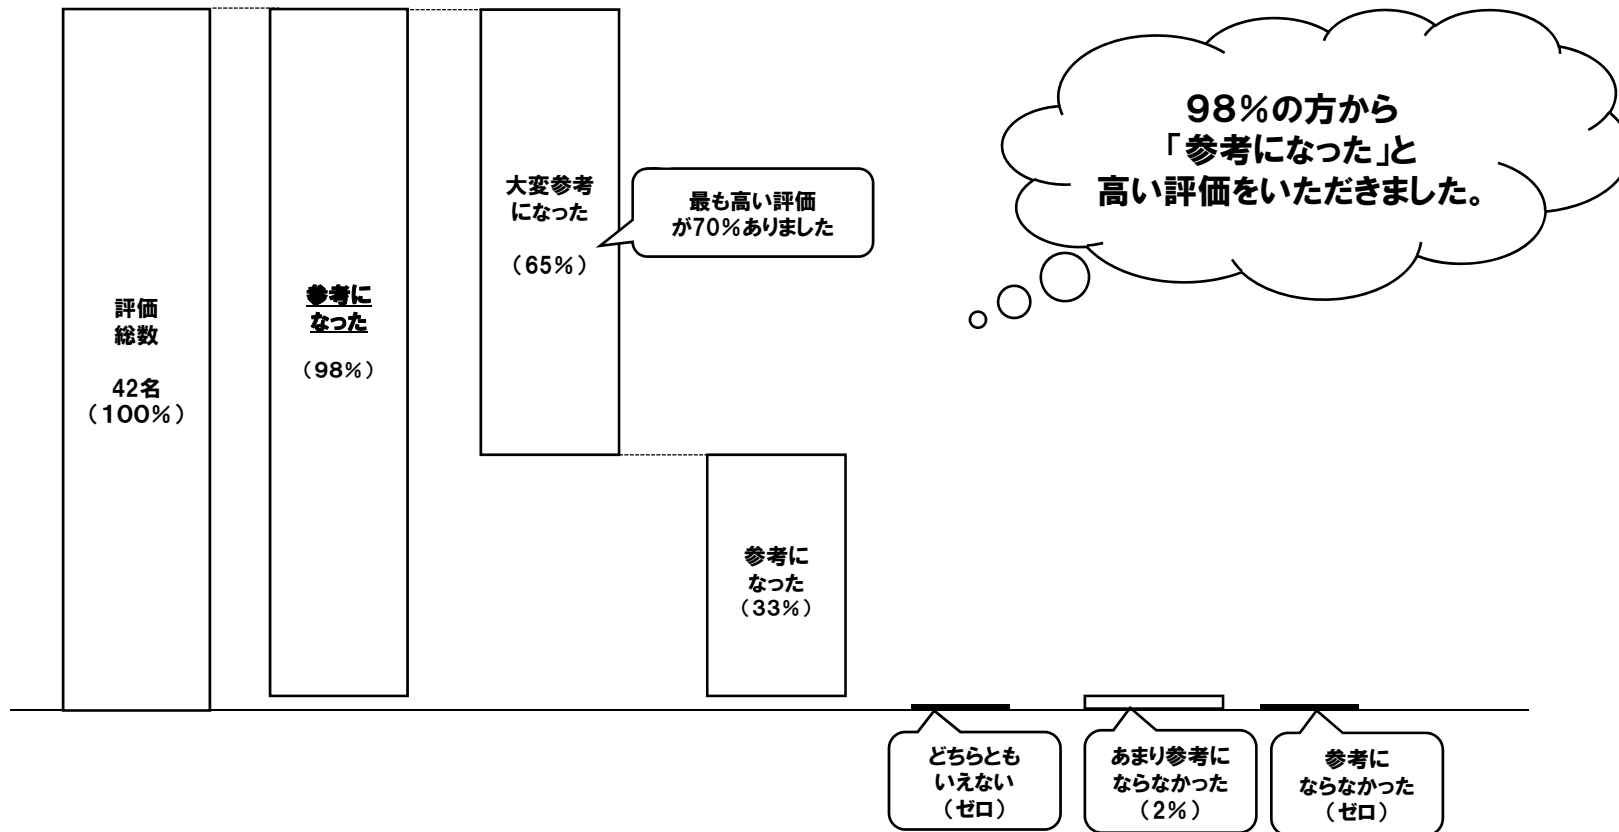 評価
総数
42名
（100％）
参考に
なった
（98％）
大変参考
になった
（65％）
最も高い評価
が70％ありました
参考に
なった
（33％）
98％の方から
「参考になった」と
高い評価をいただきました。
どちらとも
いえない
（ゼロ）
あまり参考に
ならなかった
（2％）
参考に
ならなかった
（ゼロ）